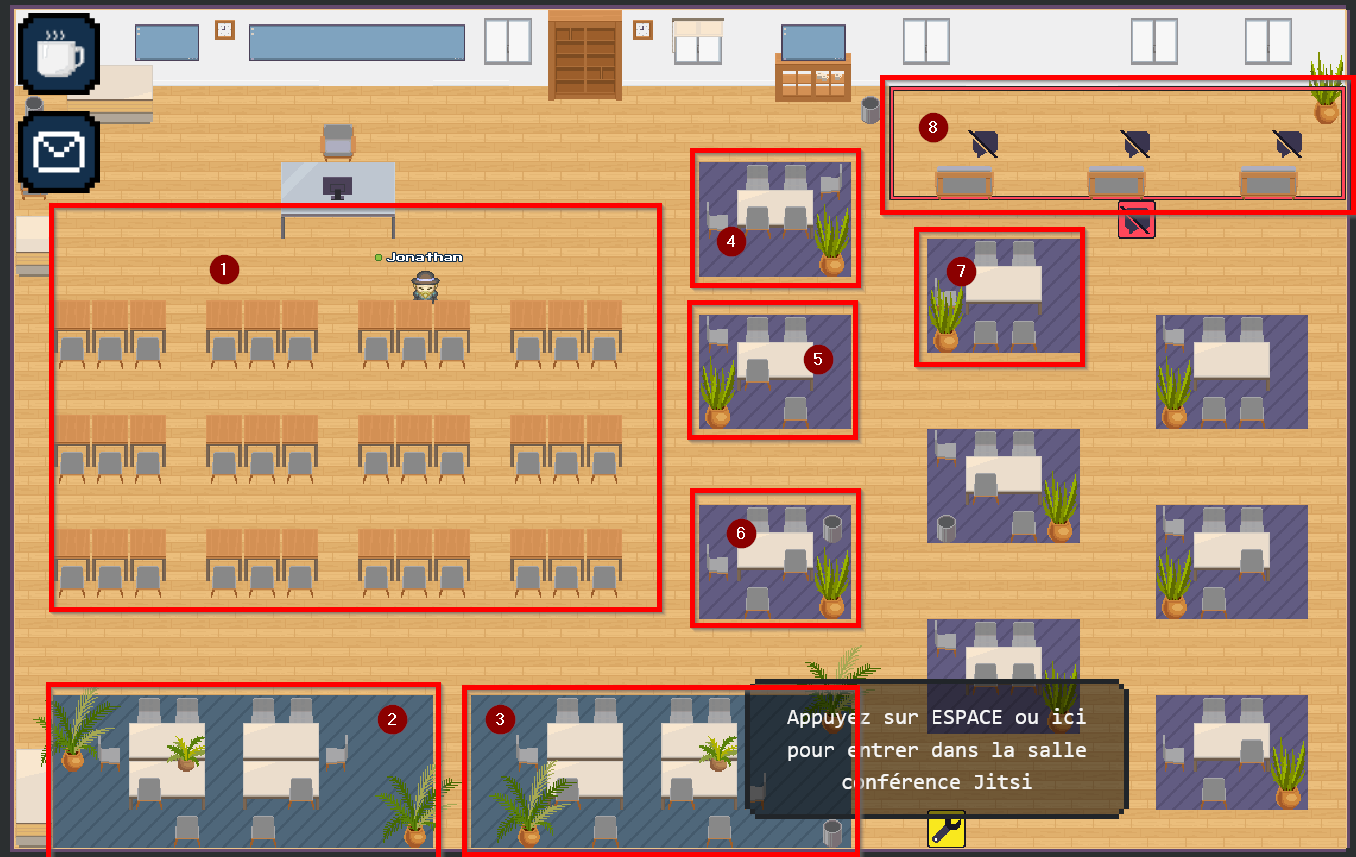 8
4
7
1
Jonathan
5
6
2
3
Appuyez sur ESPACE ou ici
pour entrer dans la salle
conférence Jitsi